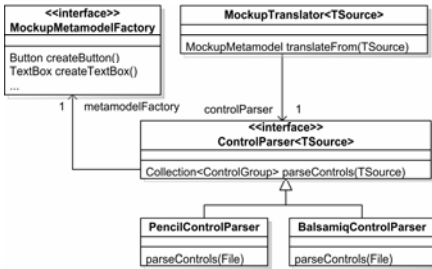 <<interface>>
MockupMetamodelFactory
Button createButton()
TextBox createTextBox()
...
MockupTranslator<TSource>
MockupMetamodel translateFrom(TSource)
1 metamodelFactory
controlParser 1
<<interface>>
ControlParser<TSource>
Collection<ControlGroup> parseControls(TSource)
PencilControlParser
parseControls(File)
BalsamiqControlParser
parseControls(File)